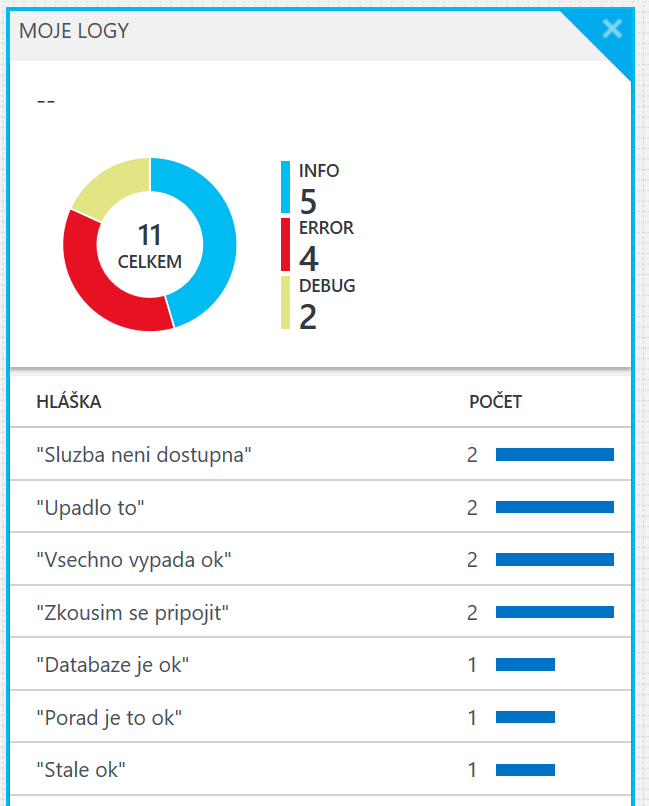 MOJE LOGY
--
11
CELKEM
INFO
5
ERROR
4
DEBUG
2
HLÁŠKA POČET
"Sluzba neni dostupna" 2
"Upadlo to" 2
"Vsechno vypada ok" 2
"Zkousim se pripojit" 2
"Databaze je ok" 1
"Porad je to ok" 1
"Stale ok" 1